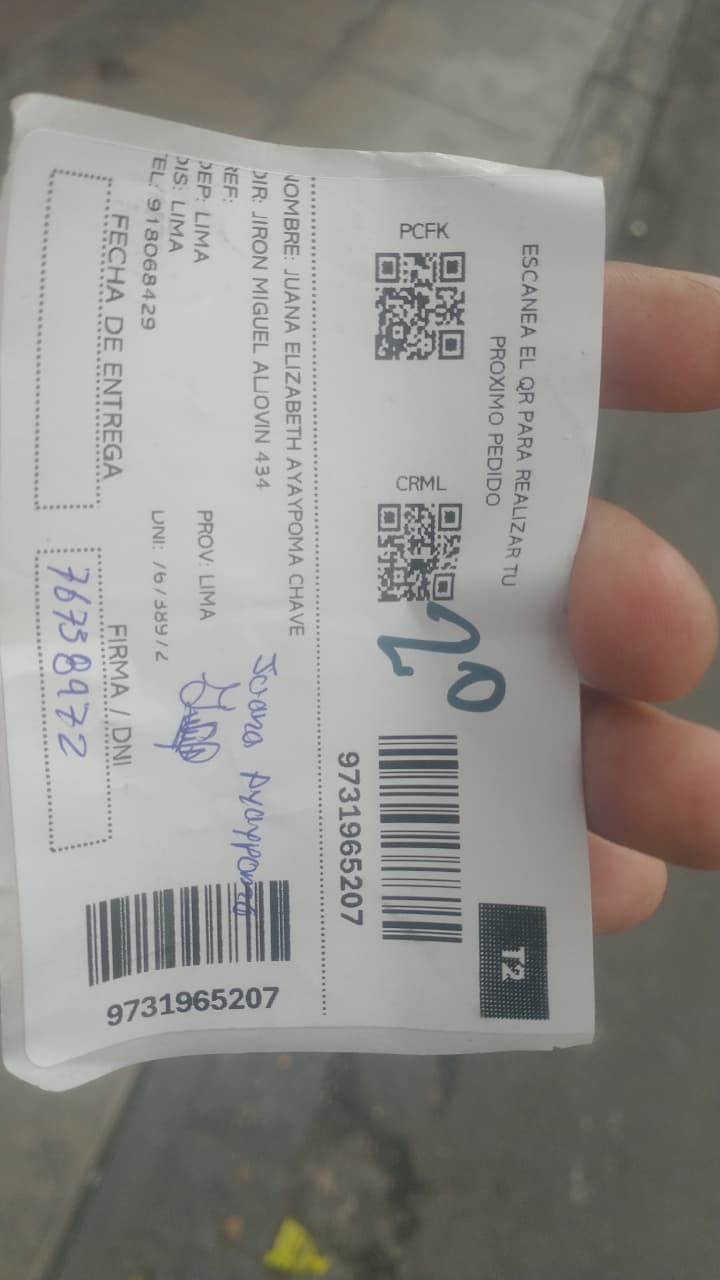 ESCANEA EL QR PARA REALIZAR TU
PROXIMO PEDIDO
PCFK
CRML
20
T2
9731965207
NOMBRE: JUANA ELIZABETH AYAYPOMA CHAVE
DIR: JIRON MIGUEL ALJOVIN 434
REF:
DEP: LIMA PROV: LIMA
DIS: LIMA
TEL: 918068429 DNI: 76738972
Juana Ayaypoma
9731965207
FECHA DE ENTREGA
FIRMA / DNI
76738972